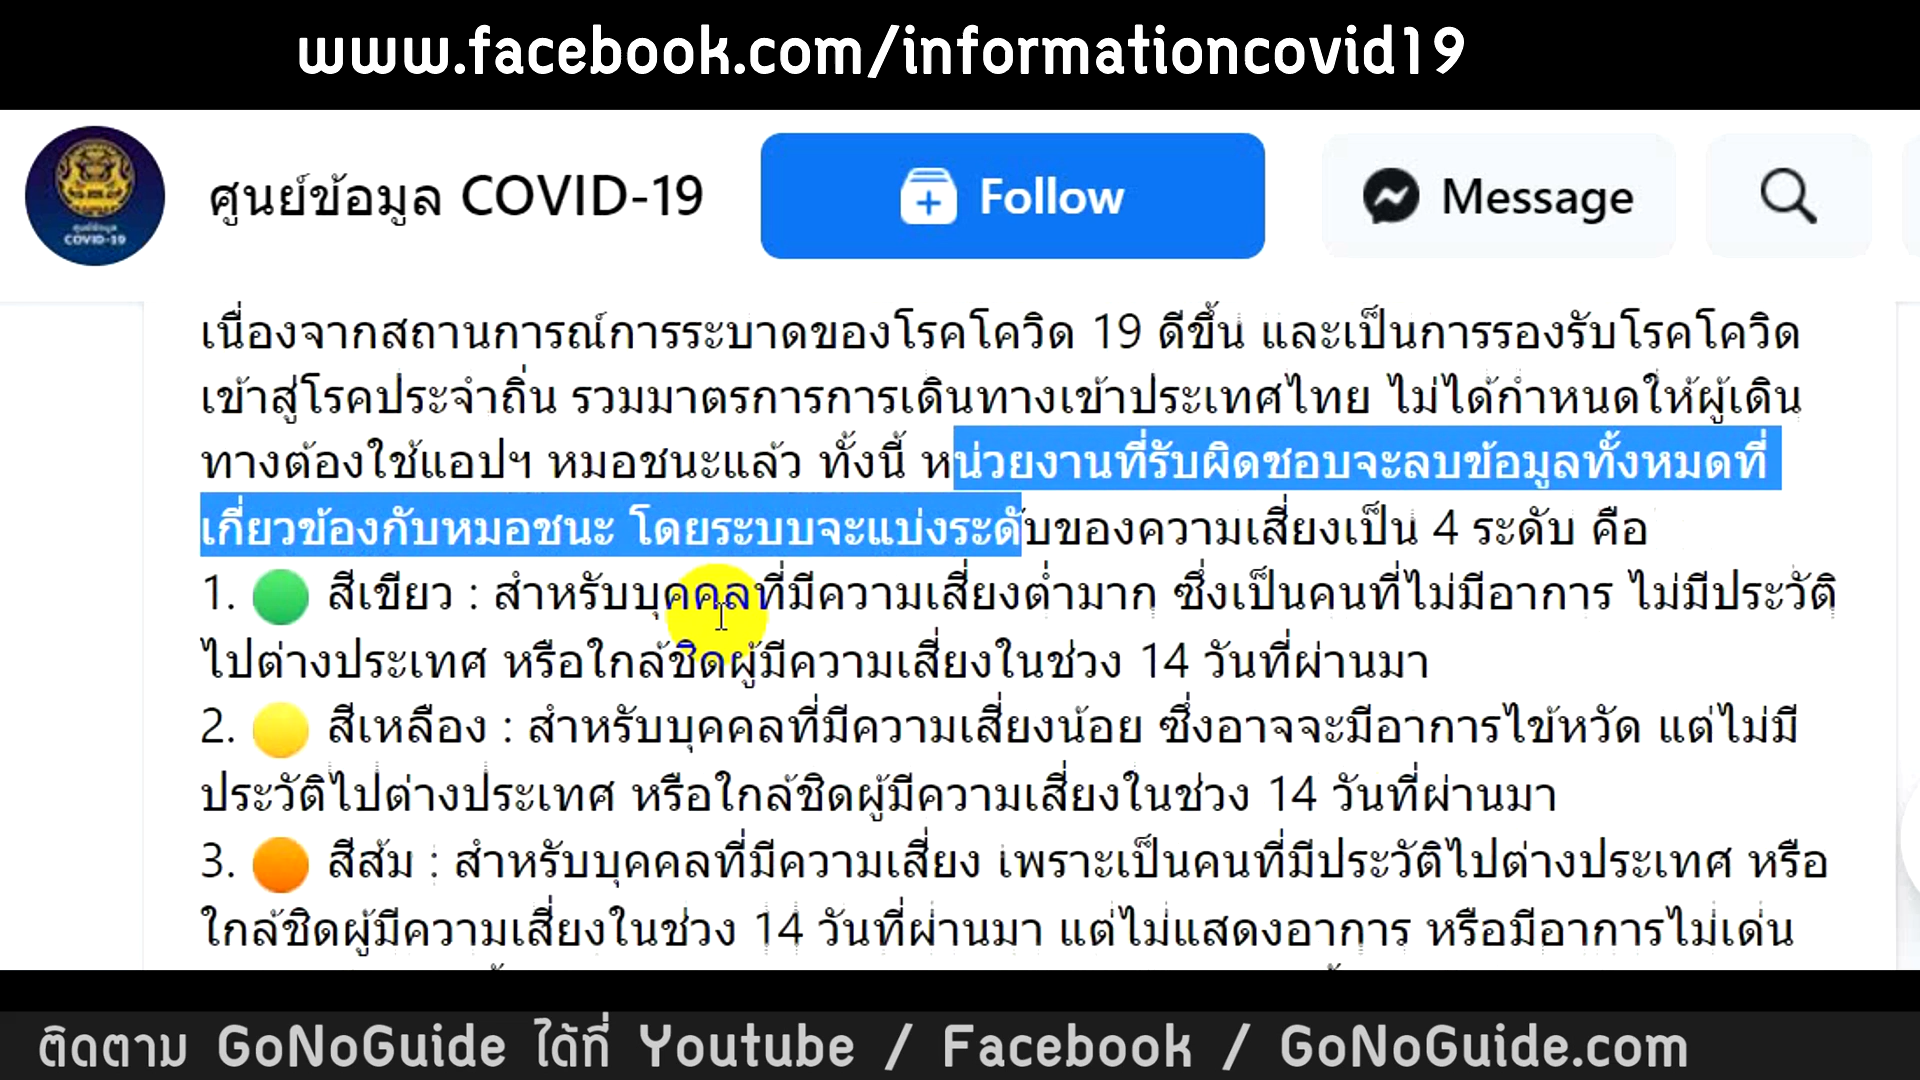 www.facebook.com/informationcovid19
ศูนย์ข้อมูล
COVID-19
ศูนย์ข้อมูล COVID-19
Follow
Message
เนื่องจากสถานการณ์การระบาดของโรคโควิด 19 ดีขึ้น และเป็นการรองรับโรคโควิด
เข้าสู่โรคประจำถิ่น รวมมาตรการการเดินทางเข้าประเทศไทย ไม่ได้กำหนดให้ผู้เดิน
ทางต้องใช้แอปฯ หมอชนะแล้ว ทั้งนี้ หน่วยงานที่รับผิดชอบจะลบข้อมูลทั้งหมดที่
เกี่ยวข้องกับหมอชนะ โดยระบบจะแบ่งระดับของความเสี่ยงเป็น 4 ระดับ คือ
1. 🟢 สีเขียว : สำหรับบุคคลที่มีความเสี่ยงต่ำมาก ซึ่งเป็นคนที่ไม่มีอาการ ไม่มีประวัติ
ไปต่างประเทศ หรือใกล้ชิดผู้มีความเสี่ยงในช่วง 14 วันที่ผ่านมา
2. 🟡 สีเหลือง : สำหรับบุคคลที่มีความเสี่ยงน้อย ซึ่งอาจจะมีอาการไข้หวัด แต่ไม่มี
ประวัติไปต่างประเทศ หรือใกล้ชิดผู้มีความเสี่ยงในช่วง 14 วันที่ผ่านมา
3. 🟠 สีส้ม : สำหรับบุคคลที่มีความเสี่ยง เพราะเป็นคนที่มีประวัติไปต่างประเทศ หรือ
ใกล้ชิดผู้มีความเสี่ยงในช่วง 14 วันที่ผ่านมา แต่ไม่แสดงอาการ หรือมีอาการไม่เด่น
ติดตาม GoNoGuide ได้ที่ Youtube / Facebook / GoNoGuide.com